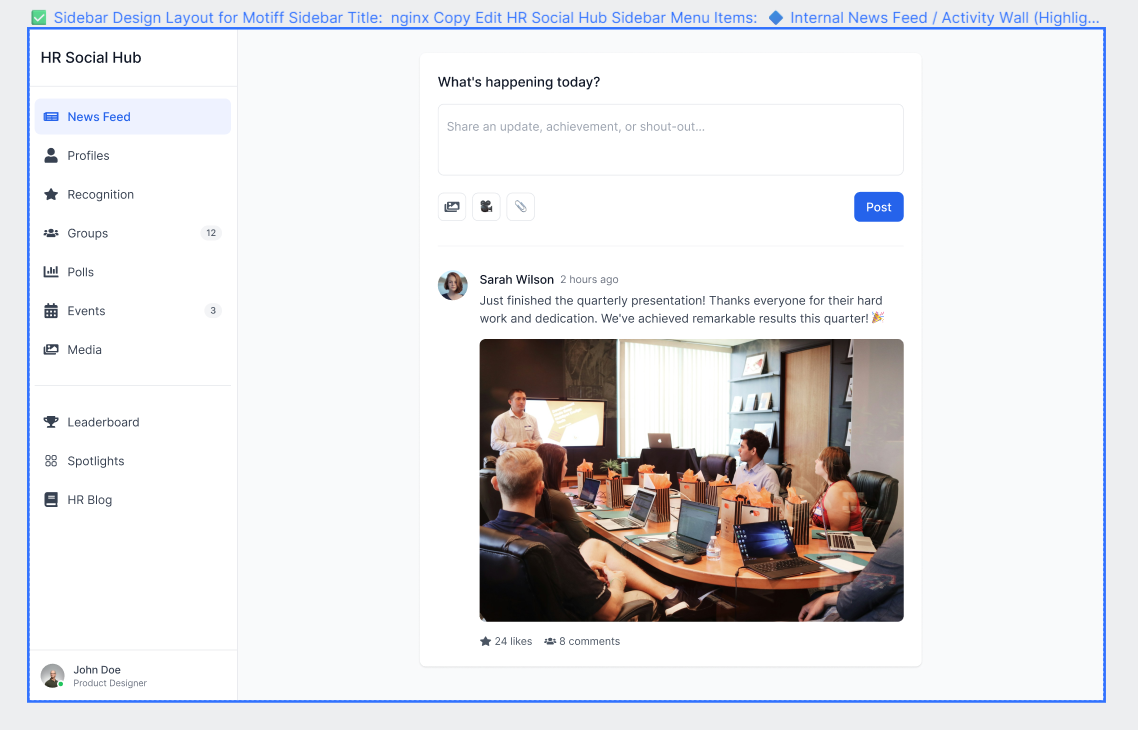 ✅ Sidebar Design Layout for Motiff Sidebar Title: nginx Copy Edit HR Social Hub Sidebar Menu Items: 🔷 Internal News Feed / Activity Wall (Highlig...
HR Social Hub
News Feed
Profiles
Recognition
Groups 12
Polls
Events 3
Media
Leaderboard
Spotlights
HR Blog
John Doe
Product Designer
What's happening today?
Share an update, achievement, or shout-out...
Post
Sarah Wilson 2 hours ago
Just finished the quarterly presentation! Thanks everyone for their hard
work and dedication. We've achieved remarkable results this quarter! 🎉
24 likes 8 comments